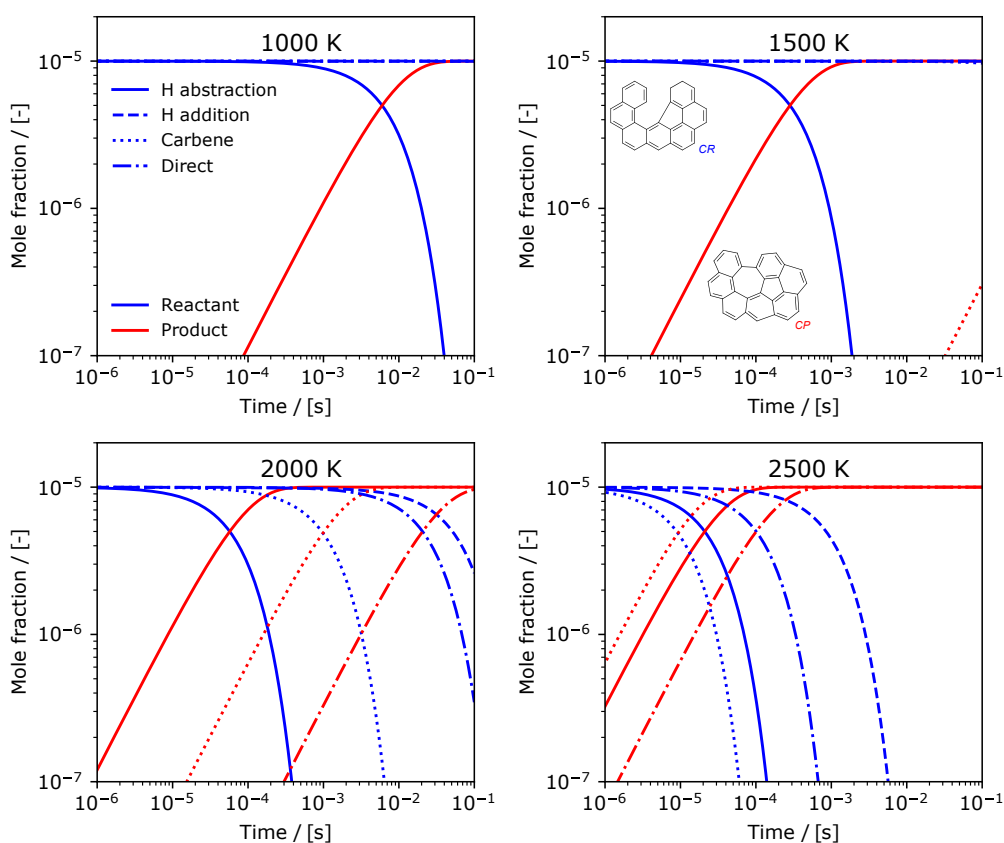 1000 K
Mole fraction / [-]
10⁻⁵
10⁻⁶
10⁻⁷
H abstraction
H addition
Carbene
Direct
Reactant
Product
10⁻⁶ 10⁻⁵ 10⁻⁴ 10⁻³ 10⁻² 10⁻¹
Time / [s]
1500 K
Mole fraction / [-]
10⁻⁵
10⁻⁶
10⁻⁷
CR
CP
10⁻⁶ 10⁻⁵ 10⁻⁴ 10⁻³ 10⁻² 10⁻¹
Time / [s]
2000 K
Mole fraction / [-]
10⁻⁵
10⁻⁶
10⁻⁷
10⁻⁶ 10⁻⁵ 10⁻⁴ 10⁻³ 10⁻² 10⁻¹
Time / [s]
2500 K
Mole fraction / [-]
10⁻⁵
10⁻⁶
10⁻⁷
10⁻⁶ 10⁻⁵ 10⁻⁴ 10⁻³ 10⁻² 10⁻¹
Time / [s]